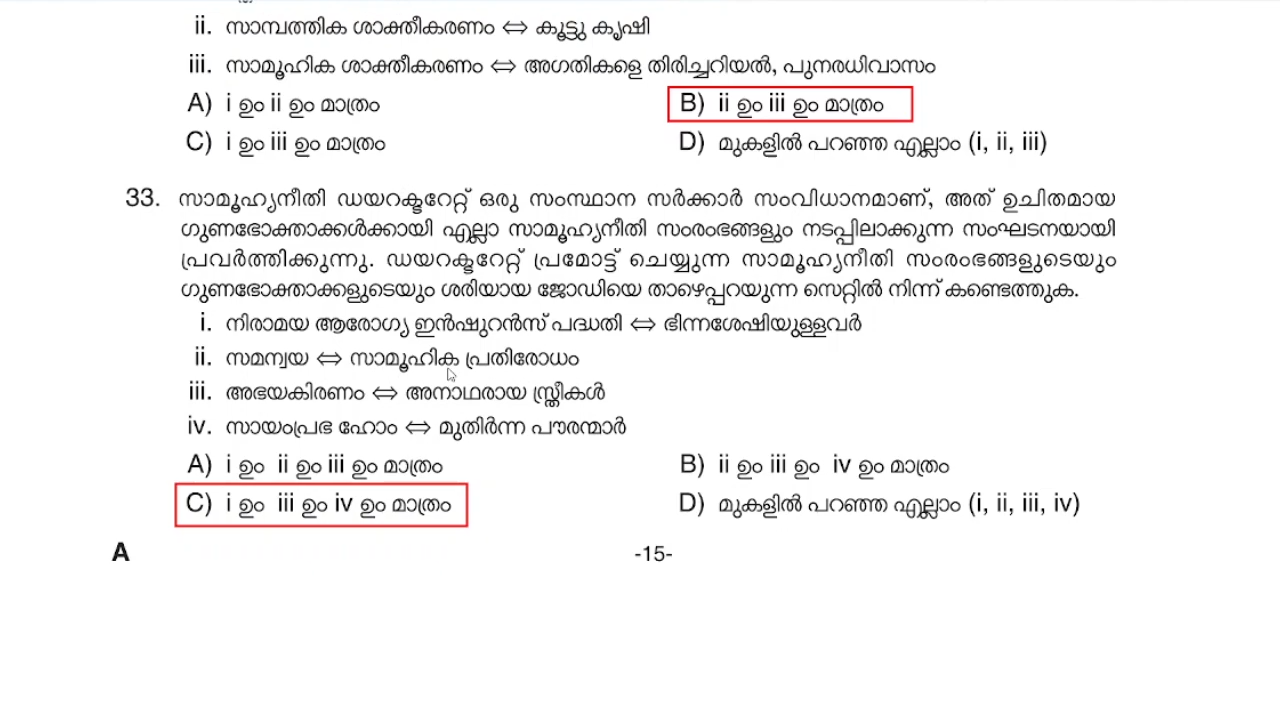 ii. സാമ്പത്തിക ശാക്തീകരണം ⇔ കൂട്ടു കൃഷി
iii. സാമൂഹിക ശാക്തീകരണം ⇔ അഗതികളെ തിരിച്ചറിയൽ, പുനരധിവാസം
A) i ഉം ii ഉം മാത്രം B) ii ഉം iii ഉം മാത്രം
C) i ഉം iii ഉം മാത്രം D) മുകളിൽ പറഞ്ഞ എല്ലാം (i, ii, iii)
33. സാമൂഹ്യനീതി ഡയറക്ടറേറ്റ് ഒരു സംസ്ഥാന സർക്കാർ സംവിധാനമാണ്, അത് ഉചിതമായ
ഗുണഭോക്താക്കൾക്കായി എല്ലാ സാമൂഹ്യനീതി സംരംഭങ്ങളും നടപ്പിലാക്കുന്ന സംഘടനയായി
പ്രവർത്തിക്കുന്നു. ഡയറക്ടറേറ്റ് പ്രമോട്ട് ചെയ്യുന്ന സാമൂഹ്യനീതി സംരംഭങ്ങളുടെയും
ഗുണഭോക്താക്കളുടെയും ശരിയായ ജോഡിയെ താഴെപ്പറയുന്ന സെറ്റിൽ നിന്ന് കണ്ടെത്തുക.
i. നിരാമയ ആരോഗ്യ ഇൻഷുറൻസ് പദ്ധതി ⇔ ഭിന്നശേഷിയുള്ളവർ
ii. സമന്വയ ⇔ സാമൂഹിക പ്രതിരോധം
iii. അഭയകിരണം ⇔ അനാഥരായ സ്ത്രീകൾ
iv. സായംപ്രഭ ഹോം ⇔ മുതിർന്ന പൗരന്മാർ
A) i ഉം ii ഉം iii ഉം മാത്രം B) ii ഉം iii ഉം iv ഉം മാത്രം
C) i ഉം iii ഉം iv ഉം മാത്രം D) മുകളിൽ പറഞ്ഞ എല്ലാം (i, ii, iii, iv)
A -15-